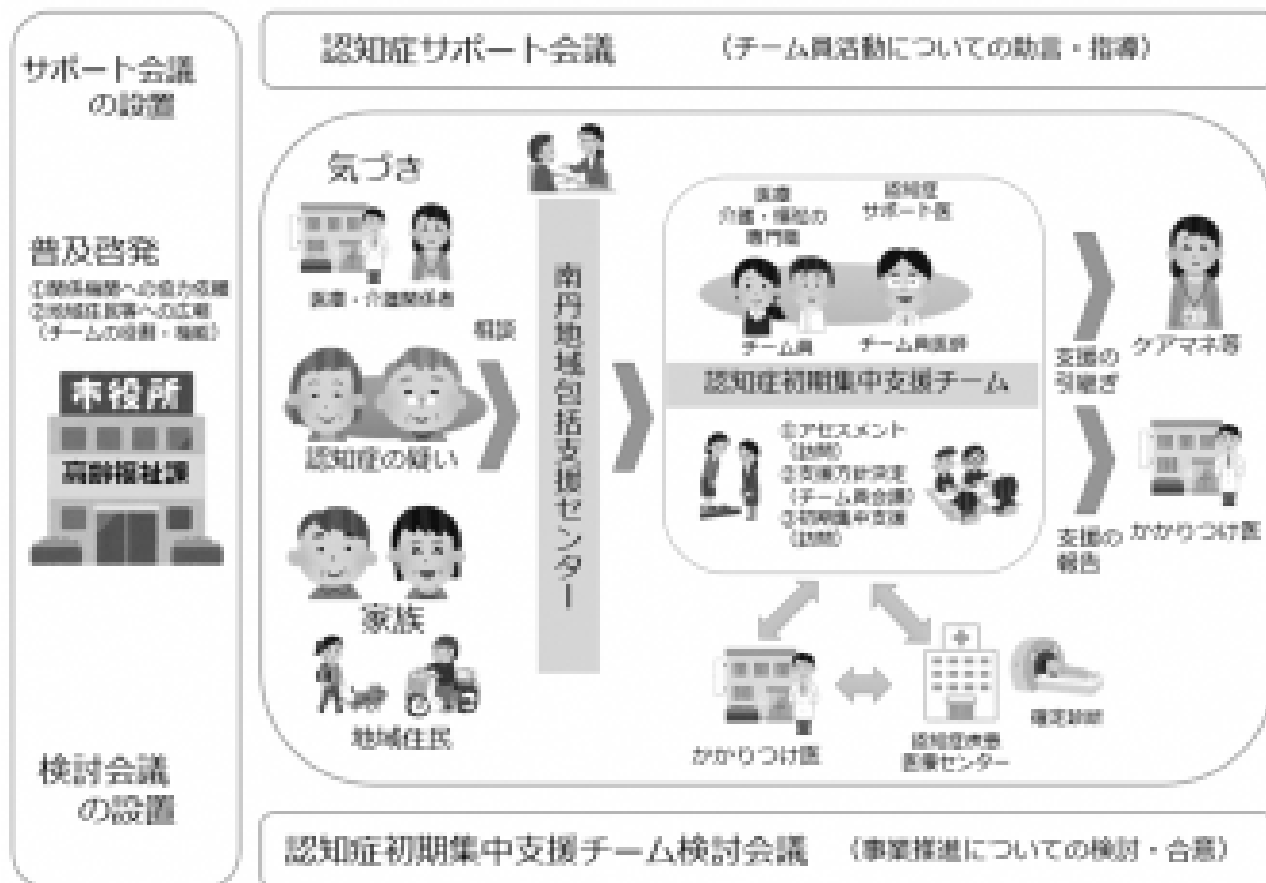 サポート会議
の設置
普及啓発
①関係機関への協力依頼
②地域住民等への広報
(チームの役割・機能)
市役所
高齢福祉課
検討会議
の設置
認知症サポート会議 (チーム員活動についての助言・指導)
気づき
医療・介護関係者
相談
認知症の疑い
家族
地域住民
南丹地域包括支援センター
医療
介護・福祉の
専門職
認知症
サポート医
チーム員
チーム員医師
認知症初期集中支援チーム
①アセスメント
(訪問)
②支援方針決定
(チーム員会議)
③初期集中支援
(訪問)
支援の
引継ぎ
ケアマネ等
支援の
報告
かかりつけ医
かかりつけ医
認知症疾患
医療センター
確定診断
認知症初期集中支援チーム検討会議 (事業推進についての検討・合意)